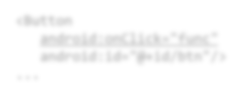 <Button
android:onClick="func"
android:id="@+id/btn"/>
...